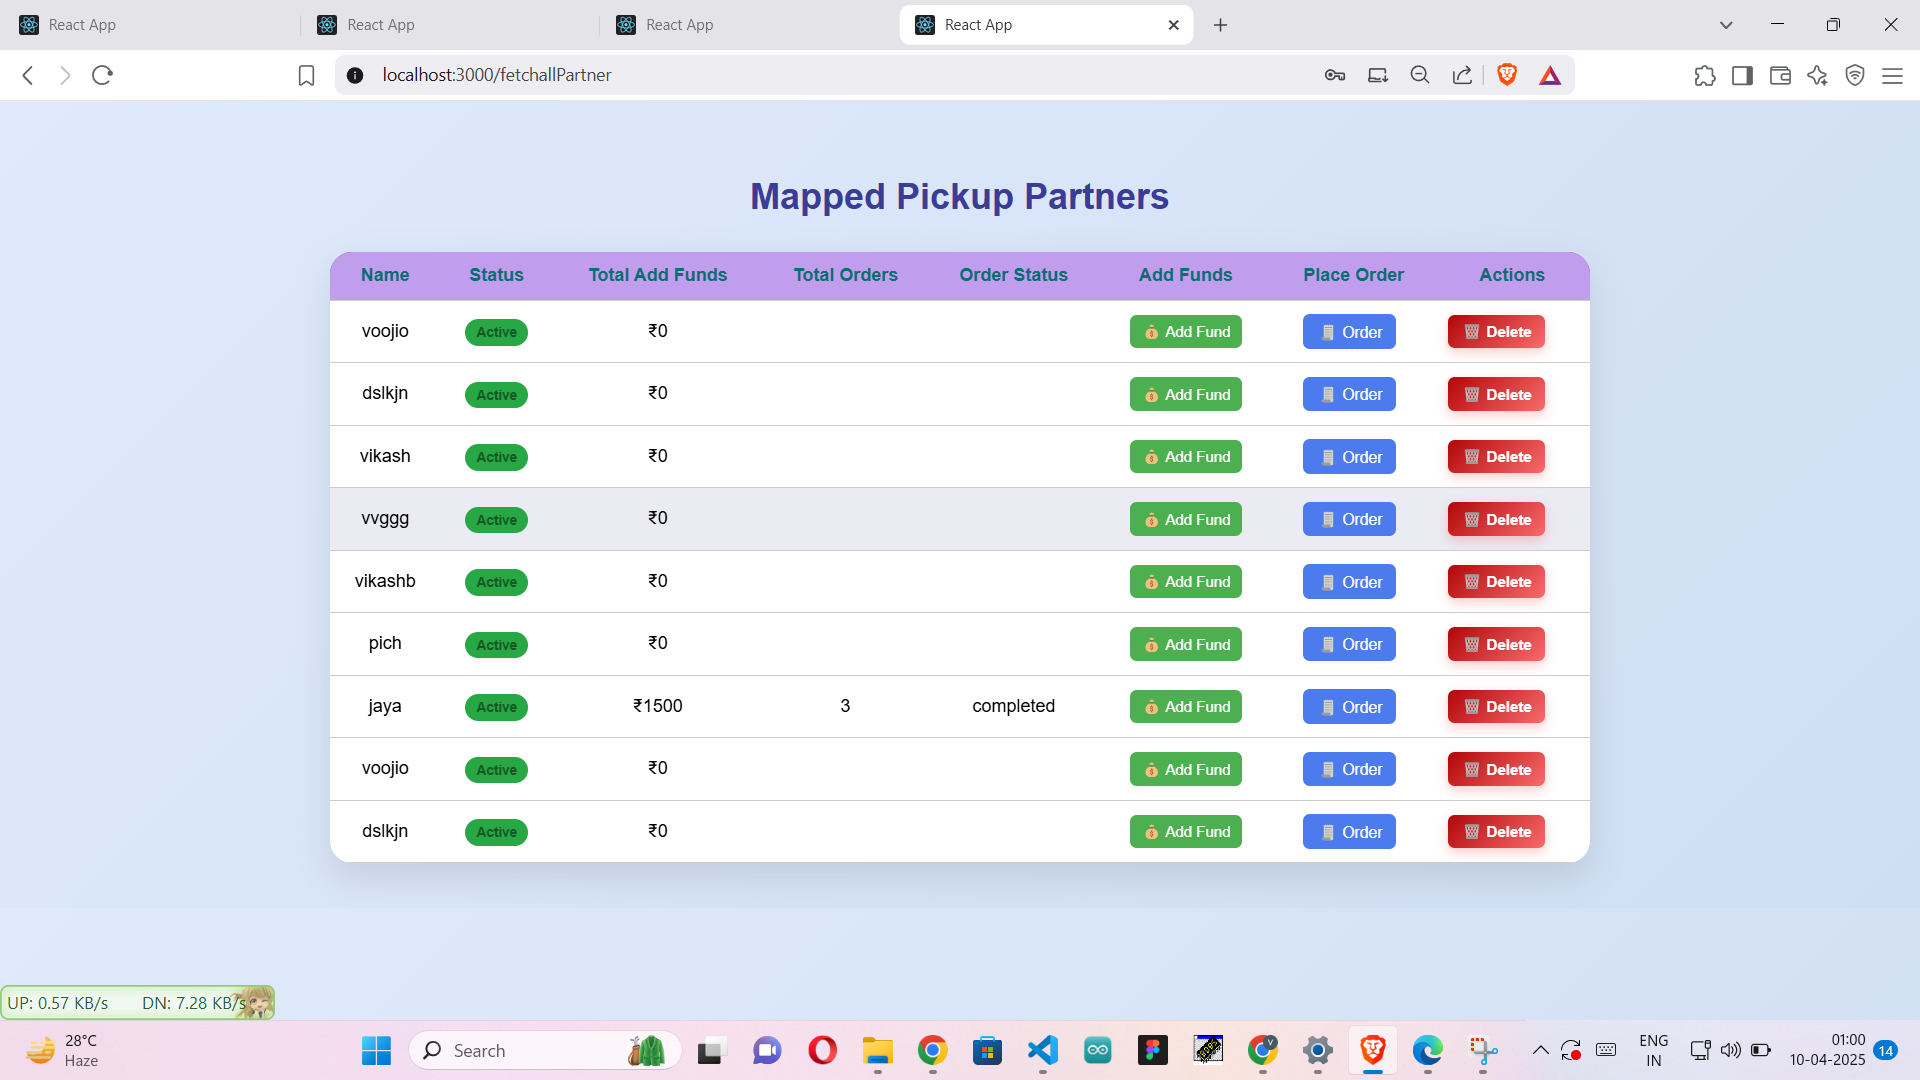 React App React App React App React App
localhost:3000/fetchallPartner
Mapped Pickup Partners
Name Status Total Add Funds Total Orders Order Status Add Funds Place Order Actions
voojio Active ₹0 Add Fund Order Delete
dslkjn Active ₹0 Add Fund Order Delete
vikash Active ₹0 Add Fund Order Delete
vvggg Active ₹0 Add Fund Order Delete
vikashb Active ₹0 Add Fund Order Delete
pich Active ₹0 Add Fund Order Delete
jaya Active ₹1500 3 completed Add Fund Order Delete
voojio Active ₹0 Add Fund Order Delete
dslkjn Active ₹0 Add Fund Order Delete
UP: 0.57 KB/s DN: 7.28 KB/s
28°C
Haze
Search
ENG
IN
01:00
10-04-2025
14